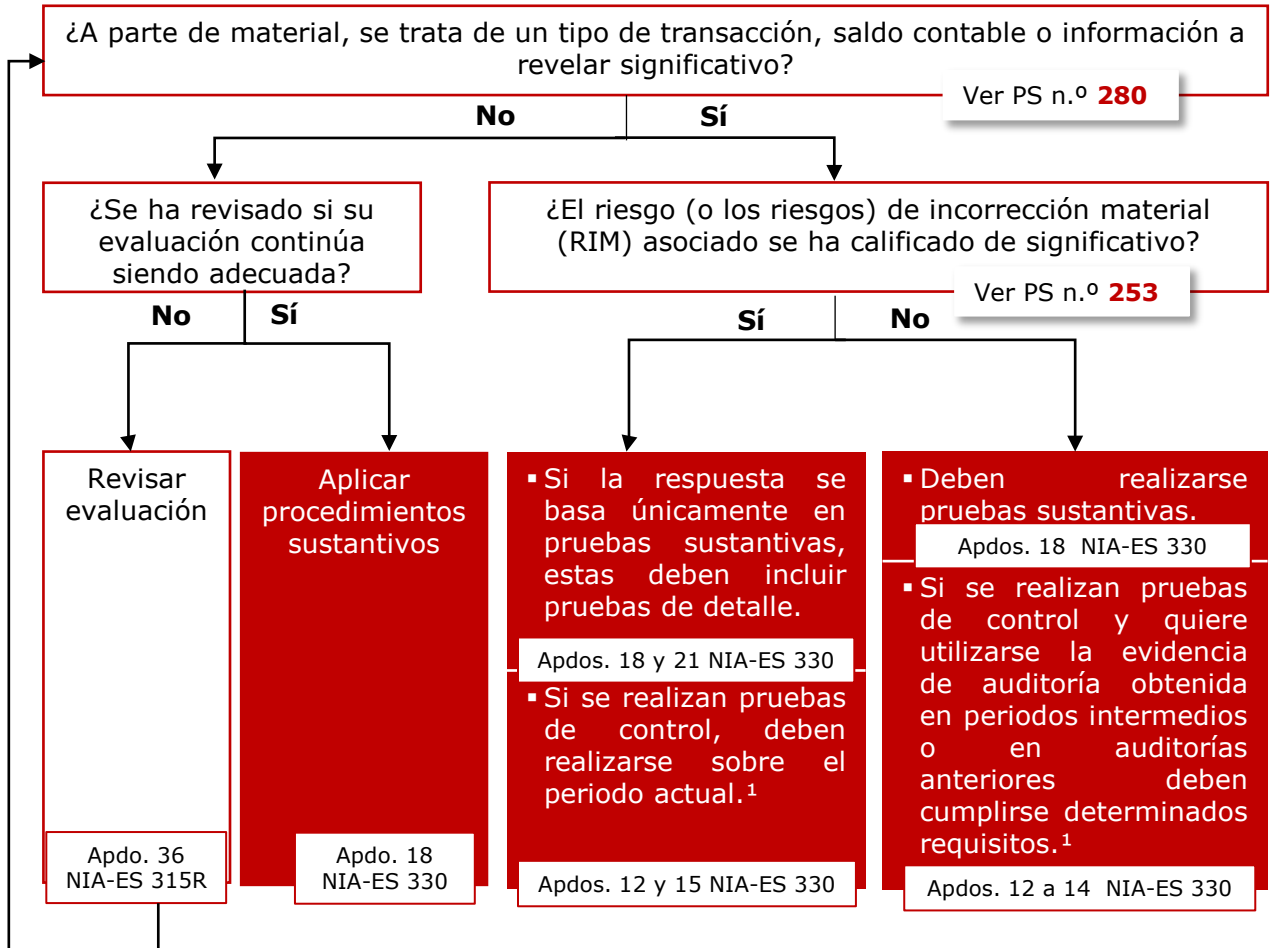 ¿A parte de material, se trata de un tipo de transacción, saldo contable o información a
revelar significativo?
Ver PS n.º 280
No
Sí
¿Se ha revisado si su
evaluación continúa
siendo adecuada?
¿El riesgo (o los riesgos) de incorrección material
(RIM) asociado se ha calificado de significativo?
Ver PS n.º 253
No
Sí
Sí
No
Revisar
evaluación
Apdo. 36
NIA-ES 315R
Aplicar
procedimientos
sustantivos
Apdo. 18
NIA-ES 330
▪ Si la respuesta se
basa únicamente en
pruebas sustantivas,
estas deben incluir
pruebas de detalle.
Apdos. 18 y 21 NIA-ES 330
▪ Si se realizan pruebas
de control, deben
realizarse sobre el
periodo actual.¹
Apdos. 12 y 15 NIA-ES 330
▪ Deben realizarse
pruebas sustantivas.
Apdos. 18 NIA-ES 330
▪ Si se realizan pruebas
de control y quiere
utilizarse la evidencia
de auditoría obtenida
en periodos intermedios
o en auditorías
anteriores deben
cumplirse determinados
requisitos.¹
Apdos. 12 a 14 NIA-ES 330